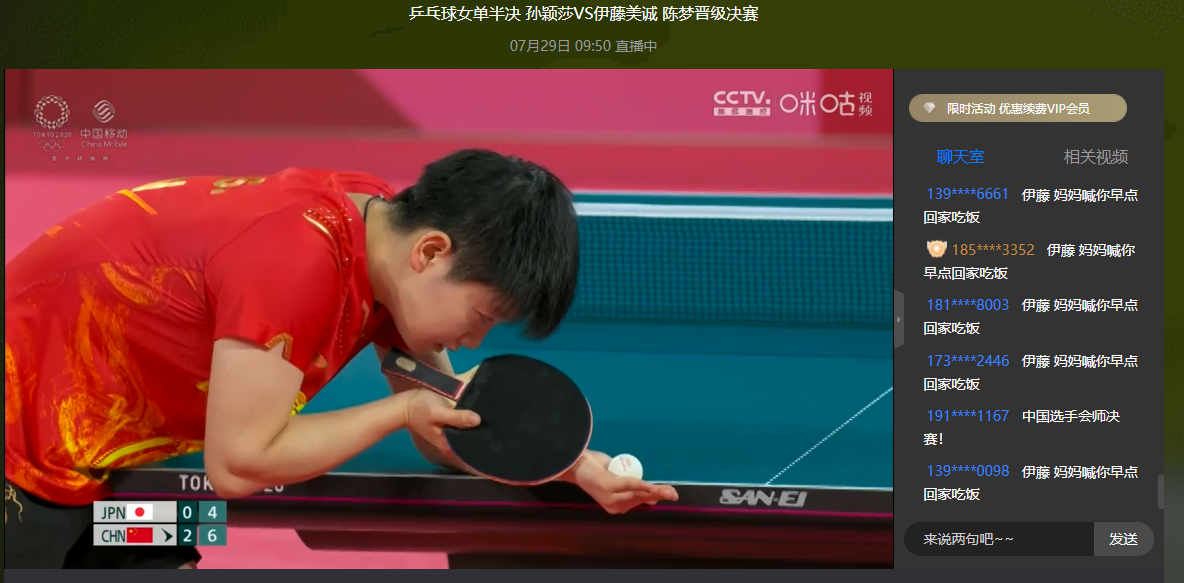 乒乓球女单半决 孙颖莎VS伊藤美诚 陈梦晋级决赛
07月29日 09:50 直播中
TOKYO2020
中国移动
China Mobile
CCTV.
咪咕视频
TOK
20
SAN-EI
JPN 0 4
CHN 2 6
限时活动 优惠续费VIP会员
聊天室 相关视频
139****6661 伊藤 妈妈喊你早点
回家吃饭
185****3352 伊藤 妈妈喊你
早点回家吃饭
181****8003 伊藤 妈妈喊你早点
回家吃饭
173****2446 伊藤 妈妈喊你早点
回家吃饭
191****1167 中国选手会师决
赛！
139****0098 伊藤 妈妈喊你早点
回家吃饭
来说两句吧~~ 发送